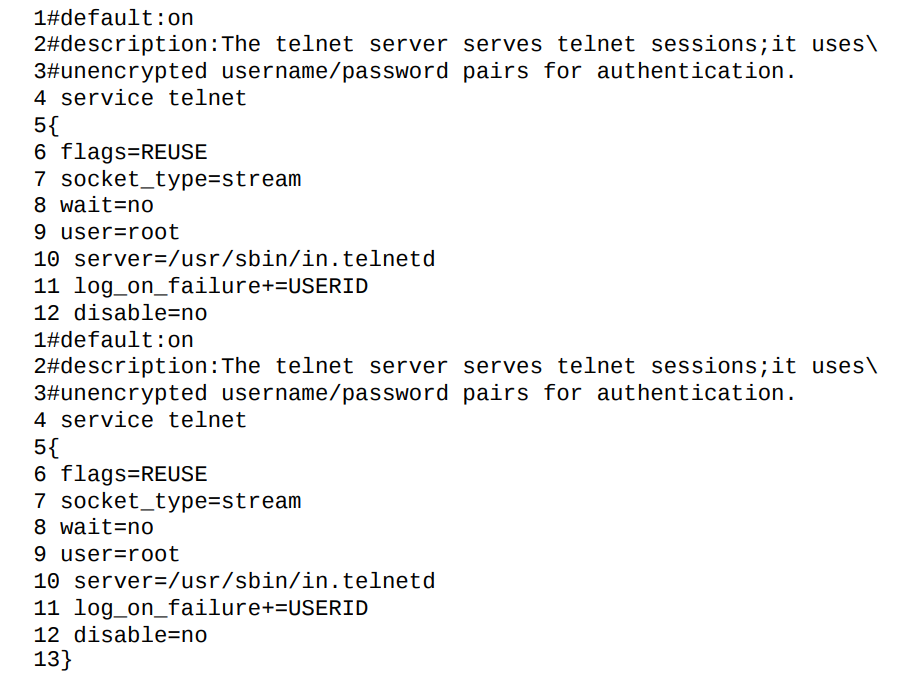 1#default:on
2#description:The telnet server serves telnet sessions;it uses\
3#unencrypted username/password pairs for authentication.
4 service telnet
5{
6 flags=REUSE
7 socket_type=stream
8 wait=no
9 user=root
10 server=/usr/sbin/in.telnetd
11 log_on_failure+=USERID
12 disable=no
1#default:on
2#description:The telnet server serves telnet sessions;it uses\
3#unencrypted username/password pairs for authentication.
4 service telnet
5{
6 flags=REUSE
7 socket_type=stream
8 wait=no
9 user=root
10 server=/usr/sbin/in.telnetd
11 log_on_failure+=USERID
12 disable=no
13}